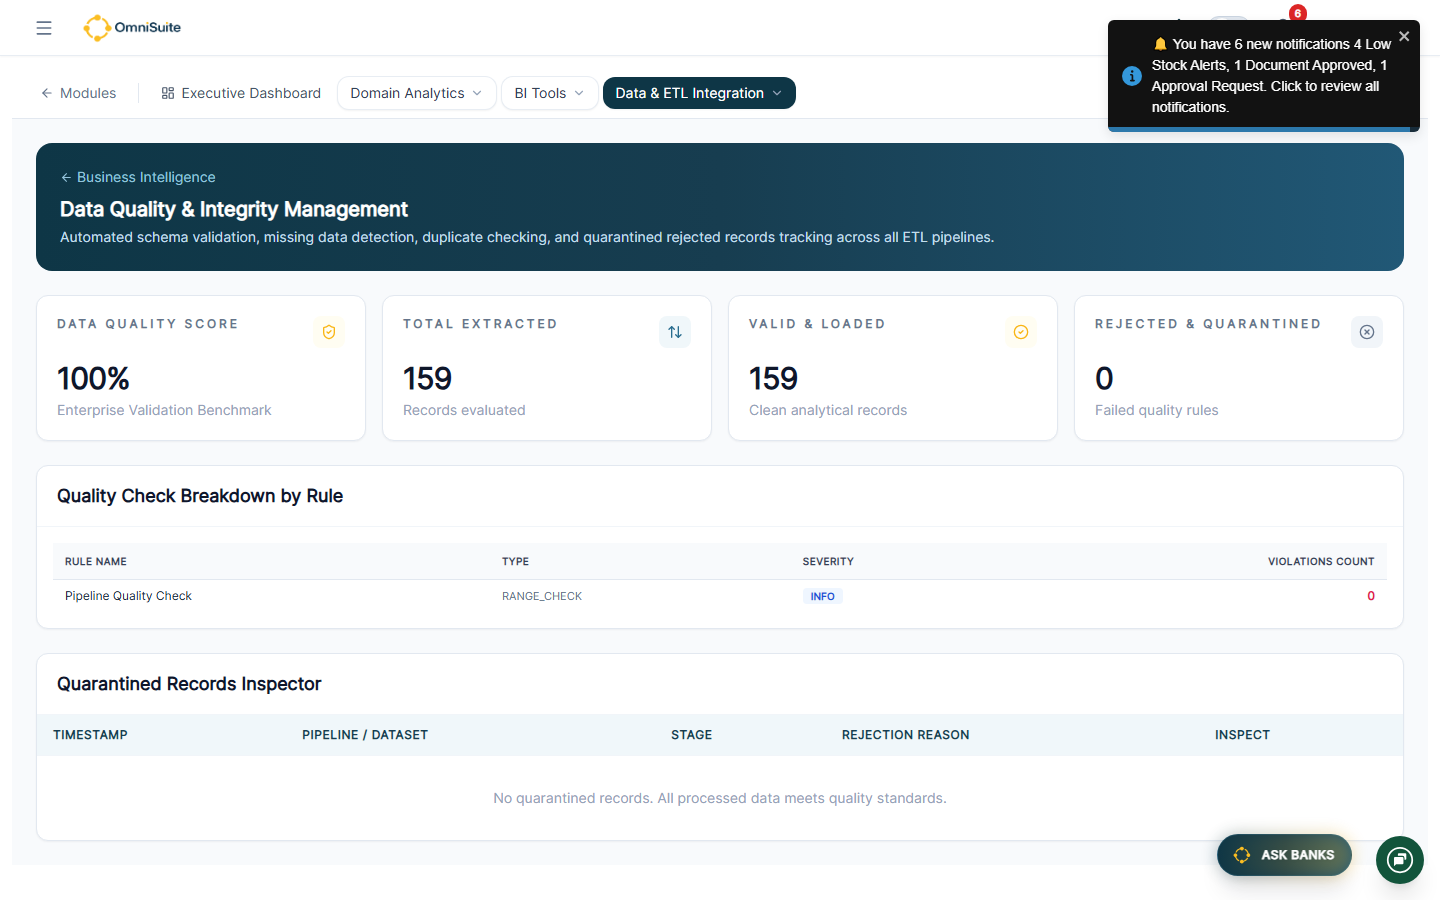 OmniSuite
6
🔔 You have 6 new notifications 4 Low
Stock Alerts, 1 Document Approved, 1
Approval Request. Click to review all
notifications.
Modules
Executive Dashboard
Domain Analytics
BI Tools
Data & ETL Integration
← Business Intelligence
Data Quality & Integrity Management
Automated schema validation, missing data detection, duplicate checking, and quarantined rejected records tracking across all ETL pipelines.
DATA QUALITY SCORE
100%
Enterprise Validation Benchmark
TOTAL EXTRACTED
159
Records evaluated
VALID & LOADED
159
Clean analytical records
REJECTED & QUARANTINED
0
Failed quality rules
Quality Check Breakdown by Rule
RULE NAME TYPE SEVERITY VIOLATIONS COUNT
Pipeline Quality Check RANGE_CHECK INFO 0
Quarantined Records Inspector
TIMESTAMP PIPELINE / DATASET STAGE REJECTION REASON INSPECT
No quarantined records. All processed data meets quality standards.
ASK BANKS